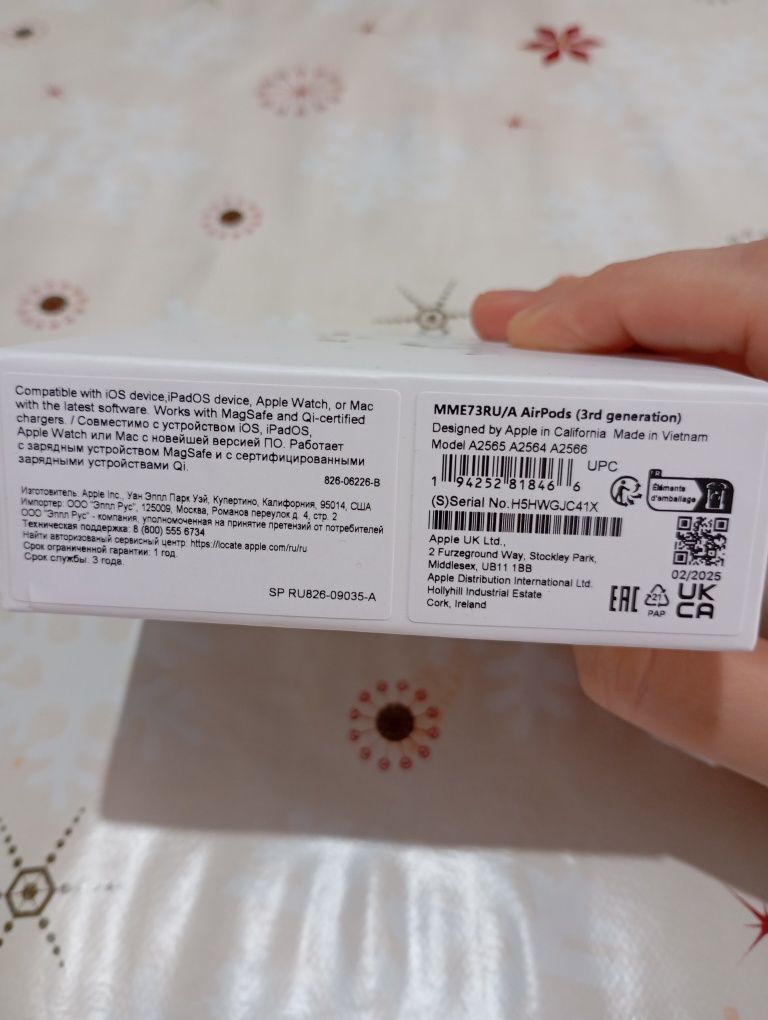 Compatible with iOS device,iPadOS device, Apple Watch, or Mac
with the latest software. Works with MagSafe and Qi-certified
chargers. / Совместимо с устройством iOS, iPadOS,
Apple Watch или Mac с новейшей версией ПО. Работает
с зарядным устройством MagSafe и с сертифицированными
зарядными устройствами Qi.
826-06226-B
Изготовитель: Apple Inc., Уан Эппл Парк Уэй, Купертино, Калифорния, 95014, США
Импортер: ООО "Эппл Рус", 125009, Москва, Романов переулок д. 4, стр. 2
ООО "Эппл Рус" - компания, уполномоченная на принятие претензий от потребителей
Техническая поддержка: 8 (800) 555 6734
Найти авторизованый сервисный центр: https://locate.apple.com/ru/ru
Срок ограниченной гарантии: 1 год.
Срок службы: 3 года.
SP RU826-09035-A
MME73RU/A AirPods (3rd generation)
Designed by Apple in California Made in Vietnam
Model A2565 A2564 A2566
UPC
1 94252 81846 6
(S)Serial No.H5HWGJC41X
FR
Éléments
d'emballage
Apple UK Ltd.,
2 Furzeground Way, Stockley Park,
Middlesex, UB11 1BB
Apple Distribution International Ltd.
Hollyhill Industrial Estate
Cork, Ireland
02/2025
EAC
21
PAP
UK
CA